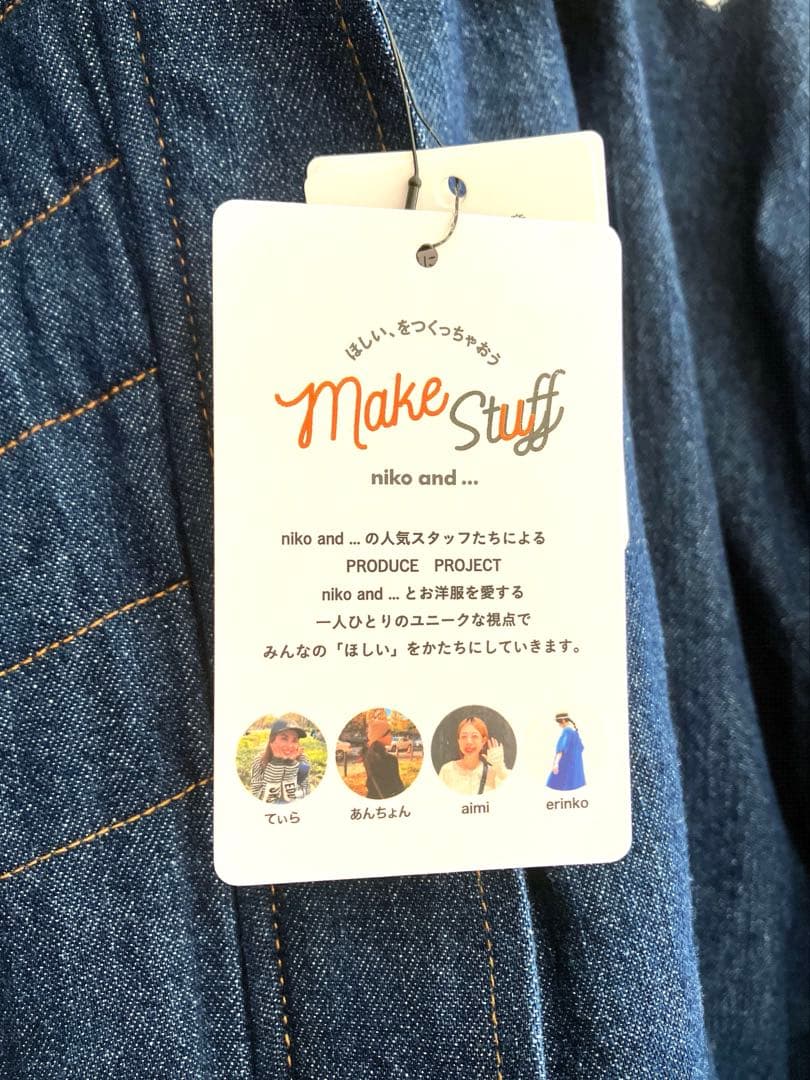 ほしい、をつくっちゃおう
Make Stuff
niko and ...
niko and ... の人気スタッフたちによる
PRODUCE PROJECT
niko and ... とお洋服を愛する
一人ひとりのユニークな視点で
みんなの「ほしい」をかたちにしていきます。
てぃら
あんちょん
aimi
erinko